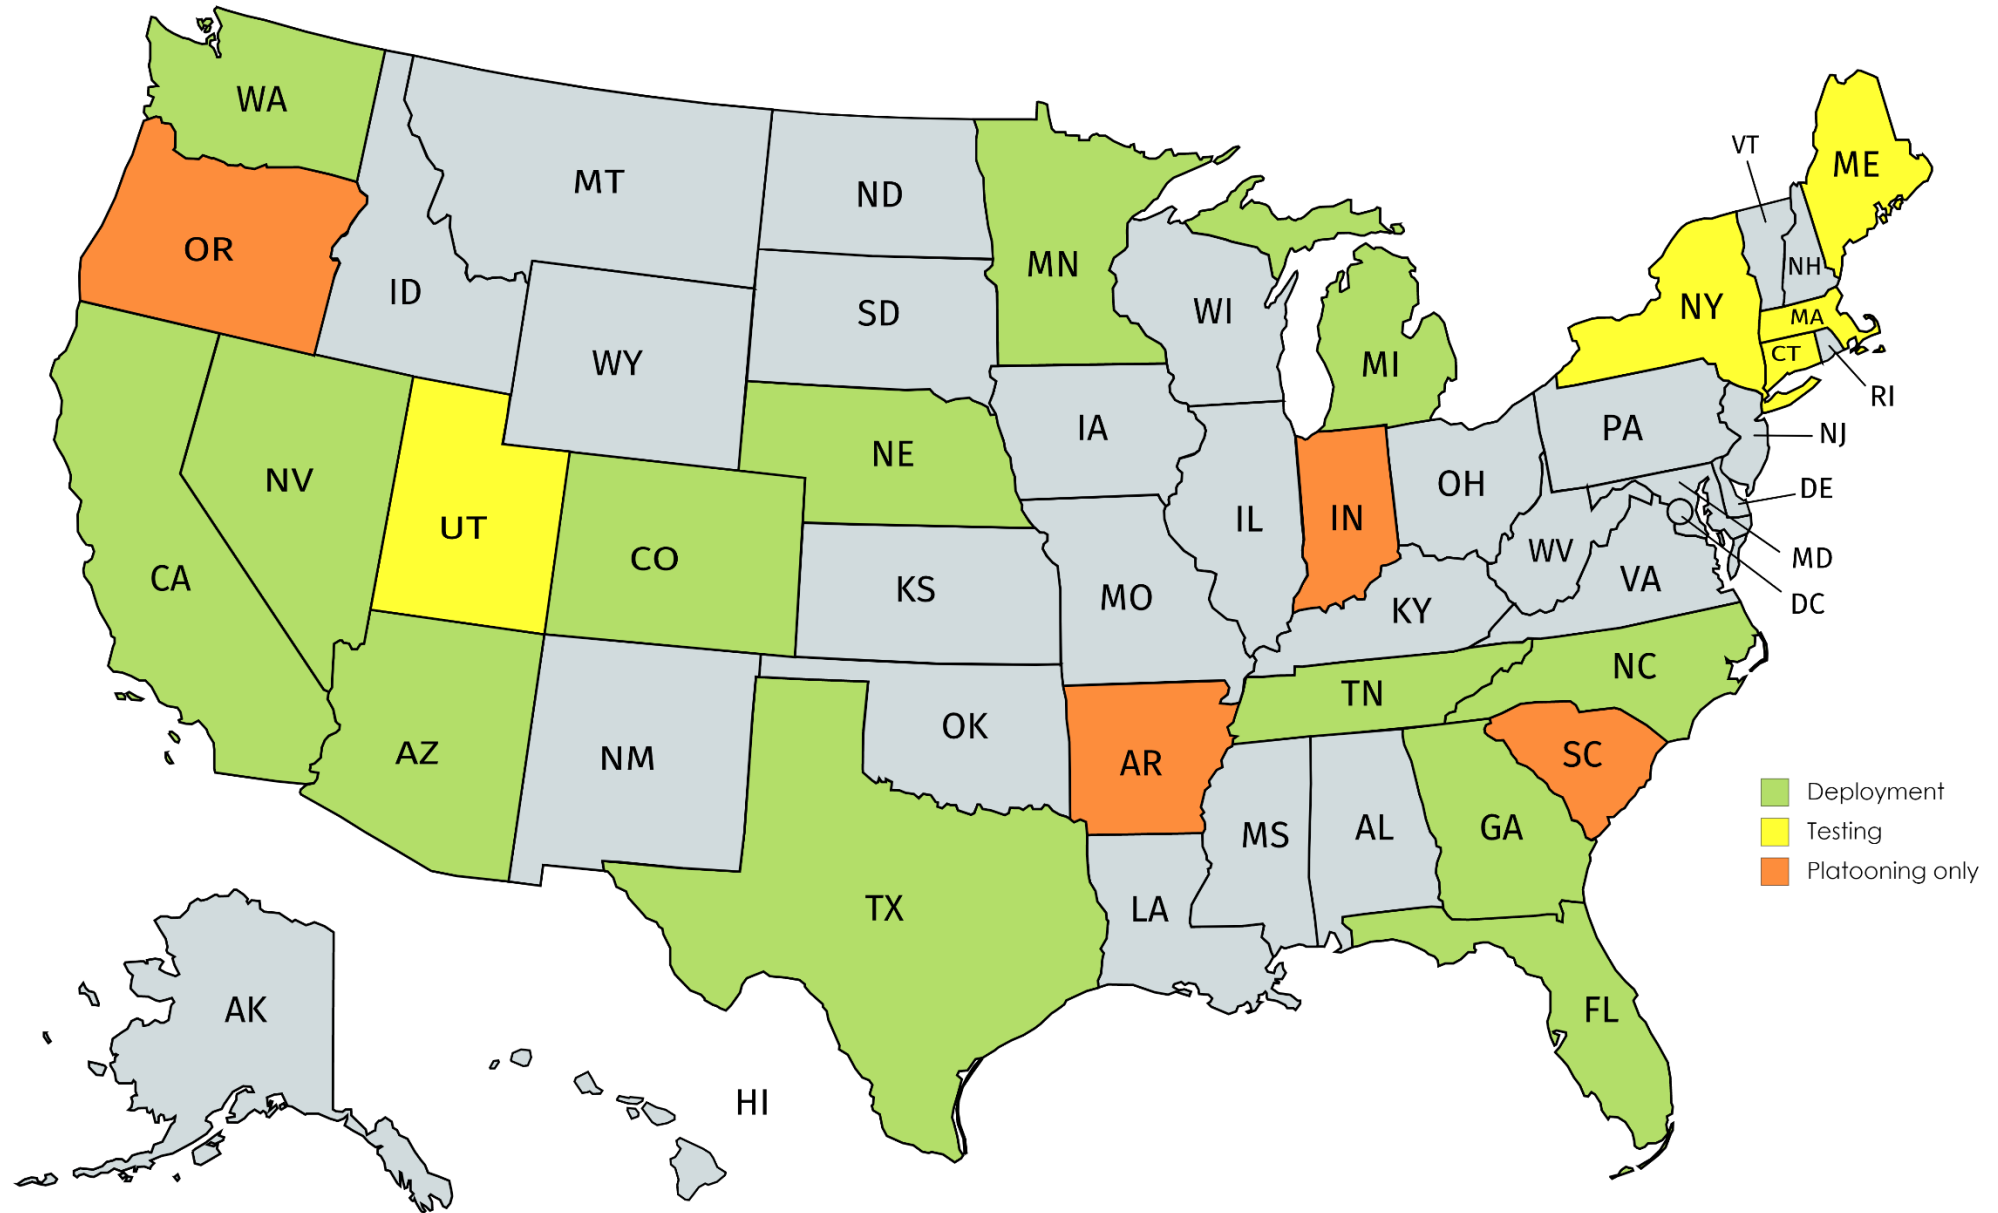 WA
MT
ND
MN
VT
ME
OR
ID
SD
WI
NH
NY
MA
CT
RI
WY
MI
IA
NE
PA
NJ
NV
OH
DE
UT
IL
IN
CO
WV
MD
CA
KS
MO
VA
DC
KY
NC
TN
AZ
NM
OK
AR
SC
MS
AL
GA
Deployment
Testing
Platooning only
TX
LA
AK
FL
HI